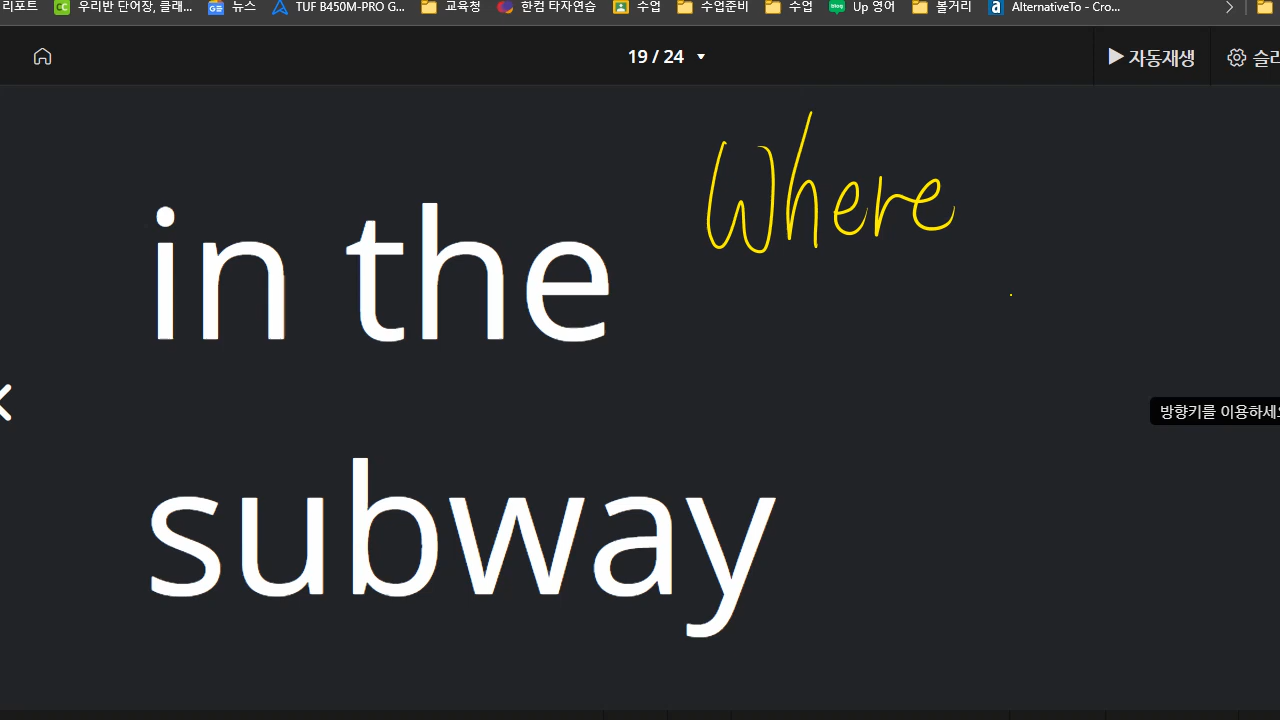 리포트 우리반 단어장, 클래... 뉴스 TUF B450M-PRO G... 교육청 한컴 타자연습 수업 수업준비 수업 Up 영어 볼거리 AlternativeTo - Cro...
19 / 24 자동재생 슬라
Where
in the
방향키를 이용하세요
subway